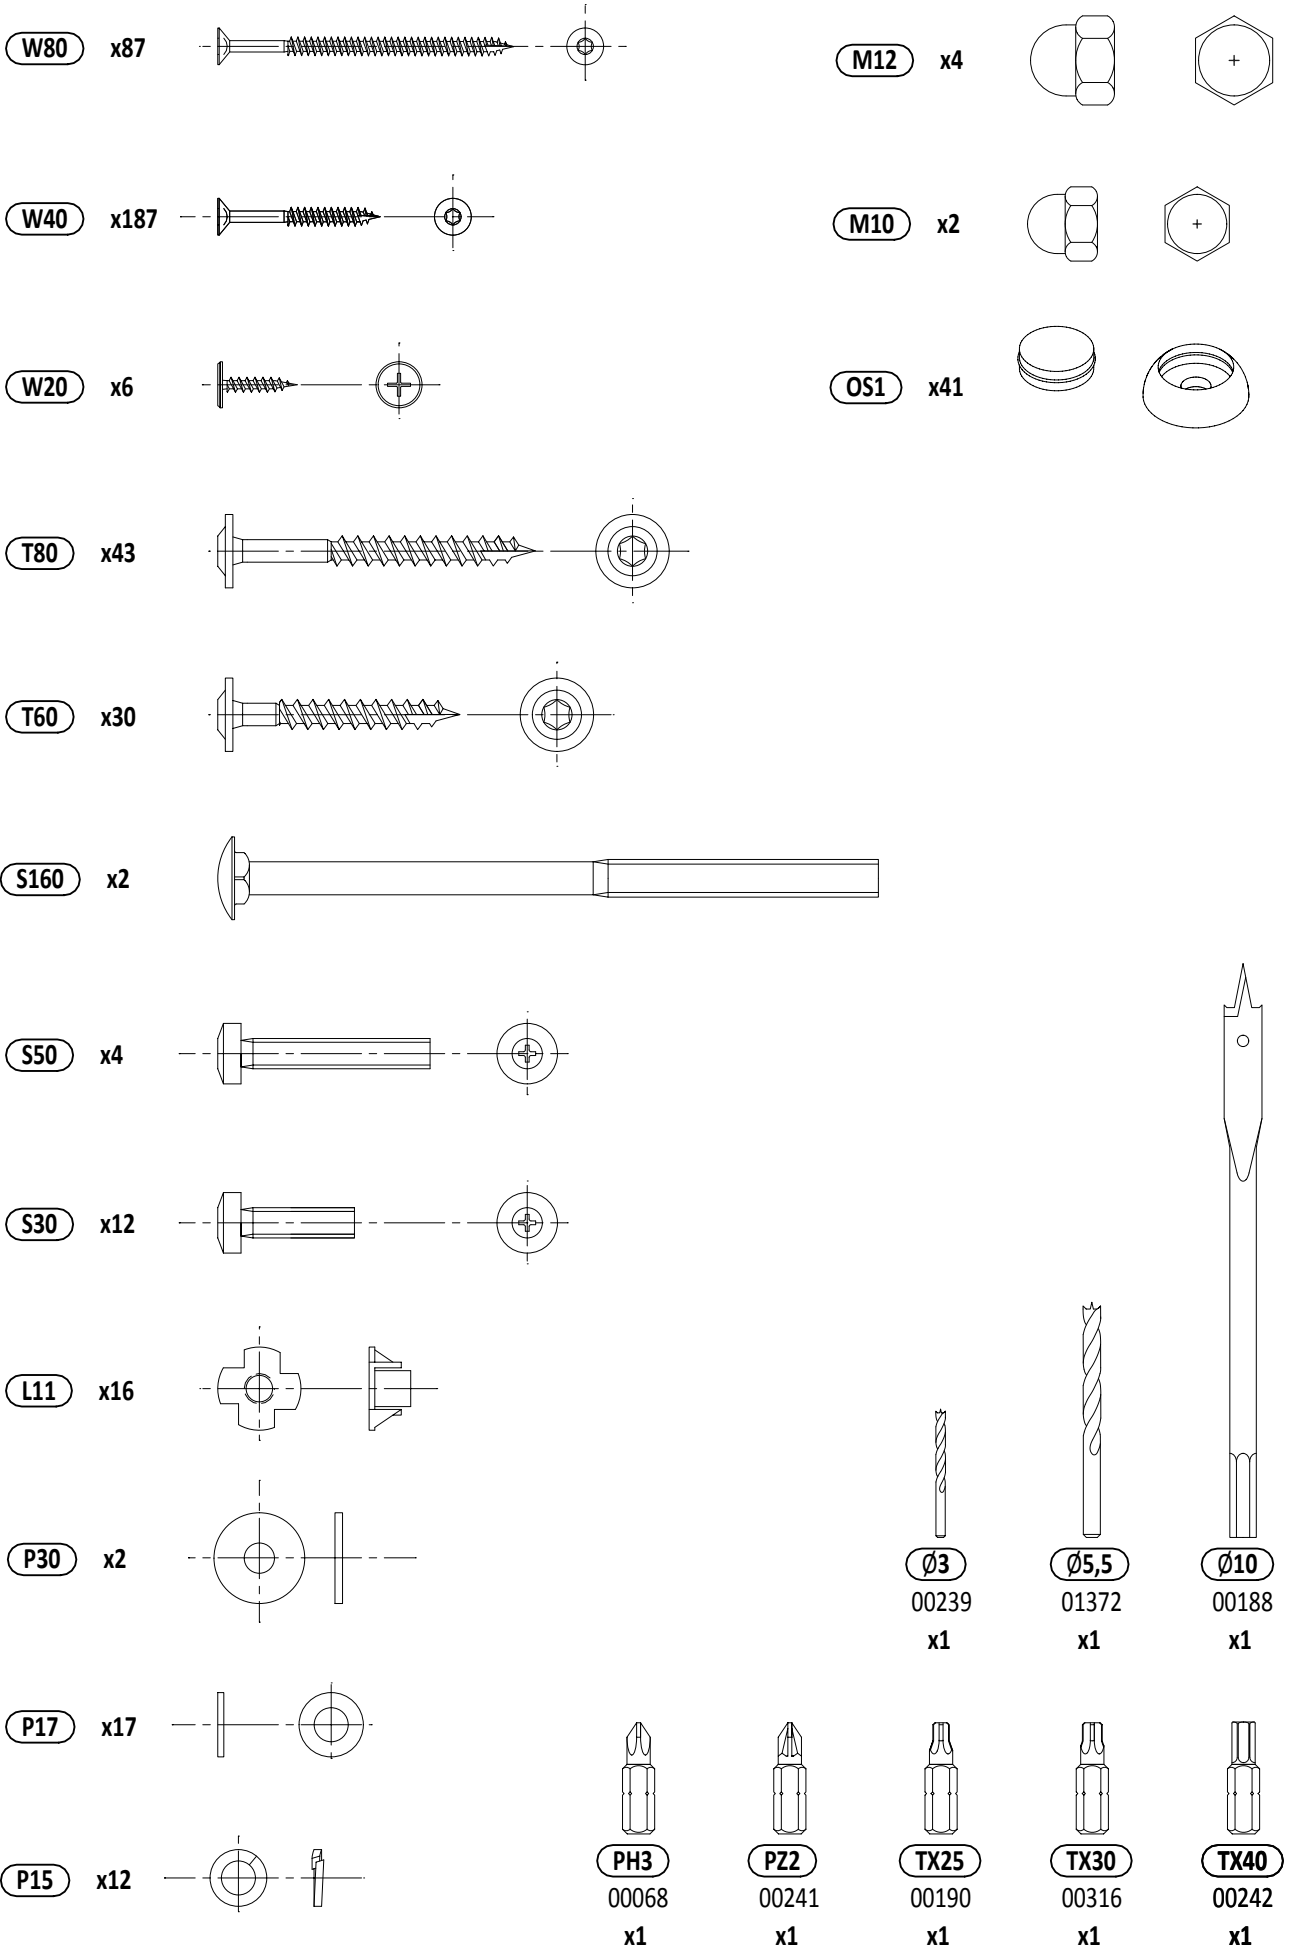 W80 x87
M12 x4
W40 x187
M10 x2
W20 x6
OS1 x41
T80 x43
T60 x30
S160 x2
S50 x4
S30 x12
L11 x16
P30 x2
Ø3 Ø5,5 Ø10
00239 01372 00188
x1 x1 x1
P17 x17
P15 x12
PH3 PZ2 TX25 TX30 TX40
00068 00241 00190 00316 00242
x1 x1 x1 x1 x1